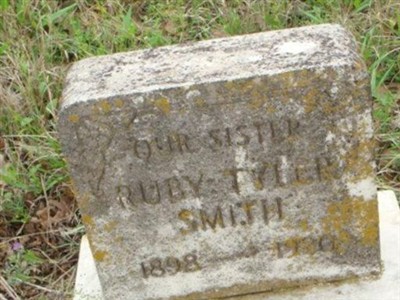 OUR SISTER
RUBY TYLER
SMITH
1898